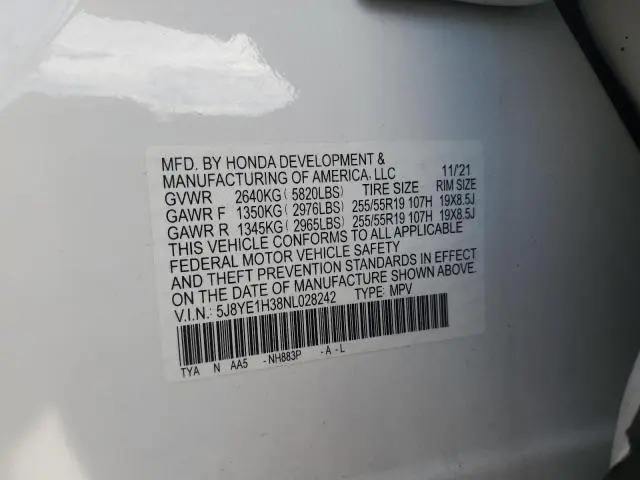 MFD. BY HONDA DEVELOPMENT &
MANUFACTURING OF AMERICA, LLC 11/21
GVWR 2640KG ( 5820LBS) TIRE SIZE RIM SIZE
GAWR F 1350KG ( 2976LBS) 255/55R19 107H 19X8.5J
GAWR R 1345KG ( 2965LBS) 255/55R19 107H 19X8.5J
THIS VEHICLE CONFORMS TO ALL APPLICABLE
FEDERAL MOTOR VEHICLE SAFETY
AND THEFT PREVENTION STANDARDS IN EFFECT
ON THE DATE OF MANUFACTURE SHOWN ABOVE.
V.I.N.: 5J8YE1H38NL028242 TYPE: MPV
TYA N AA5 -NH883P -A-L